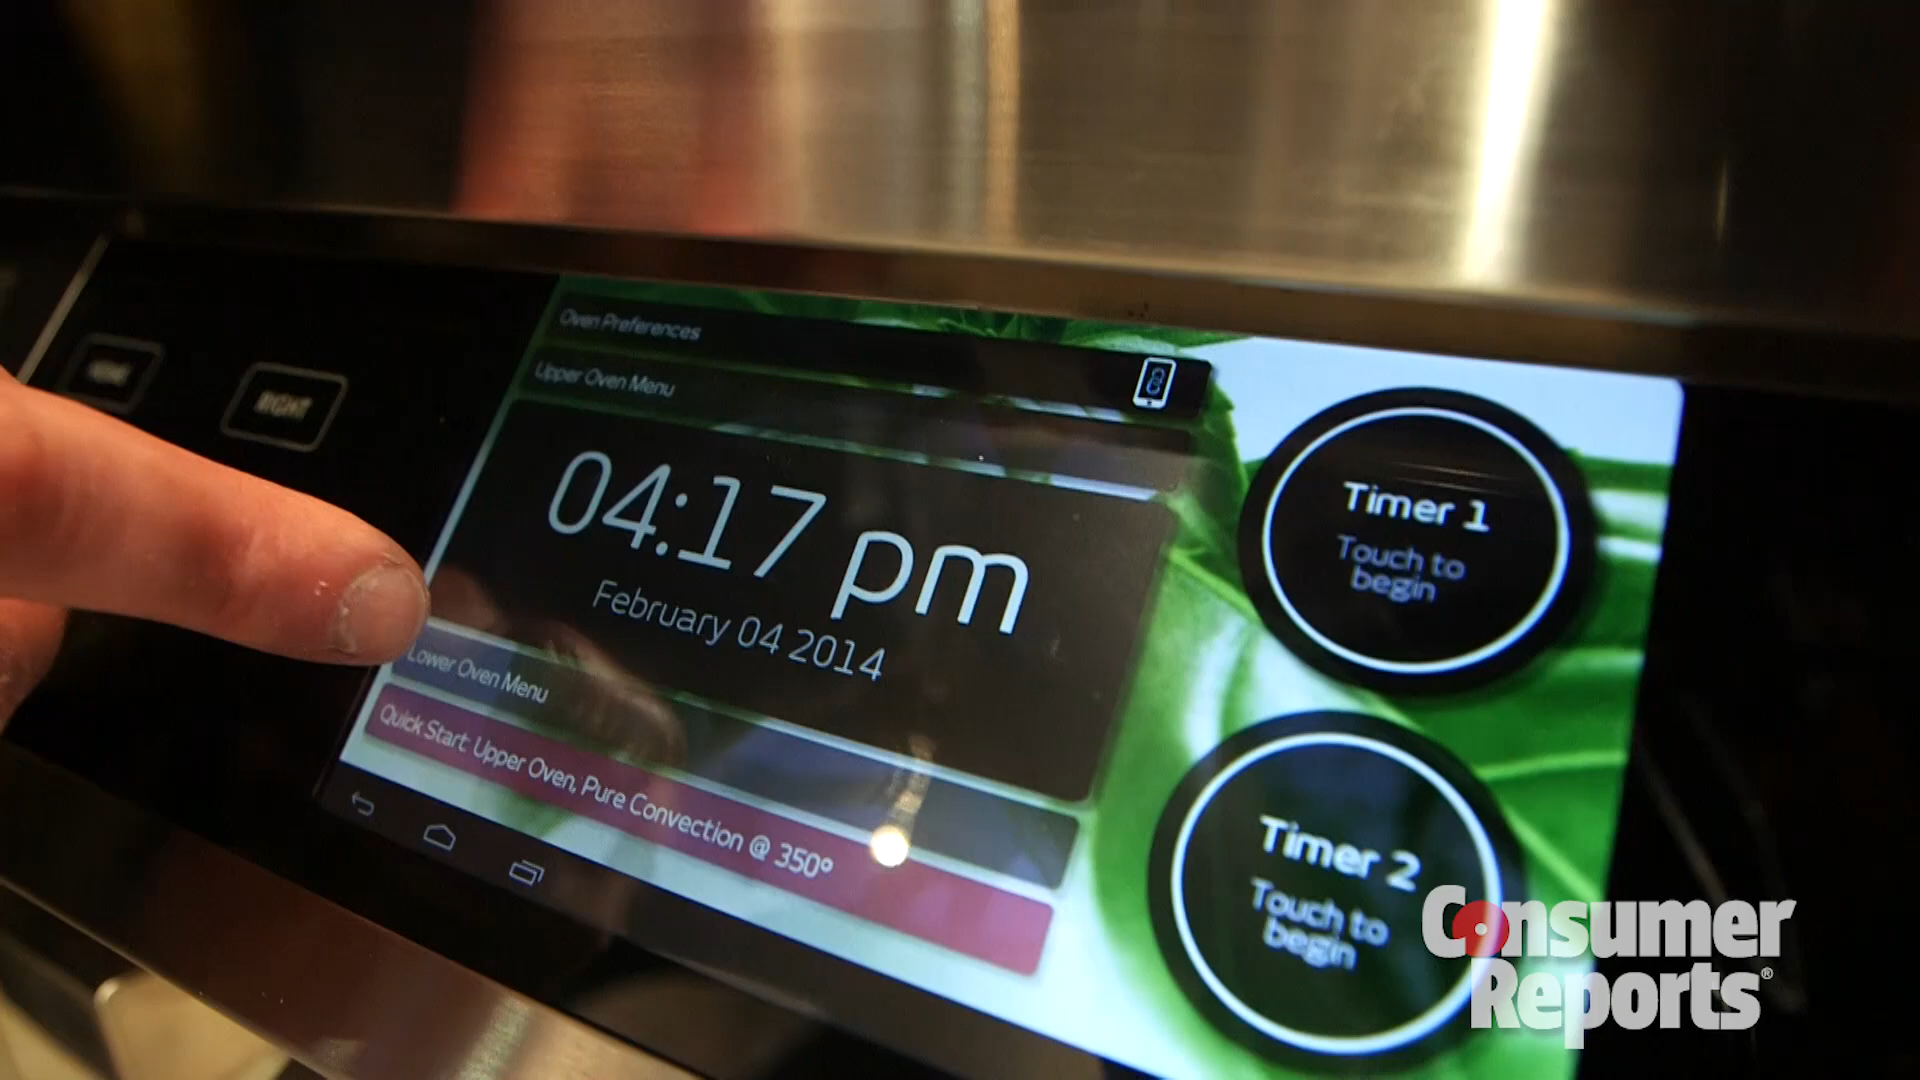 RIGHT
Oven Preferences
Upper Oven Menu
04:17 pm
February 04 2014
Lower Oven Menu
Quick Start: Upper Oven, Pure Convection @ 350°
Timer 1
Touch to
begin
Timer 2
Touch to
begin
Consumer
Reports®